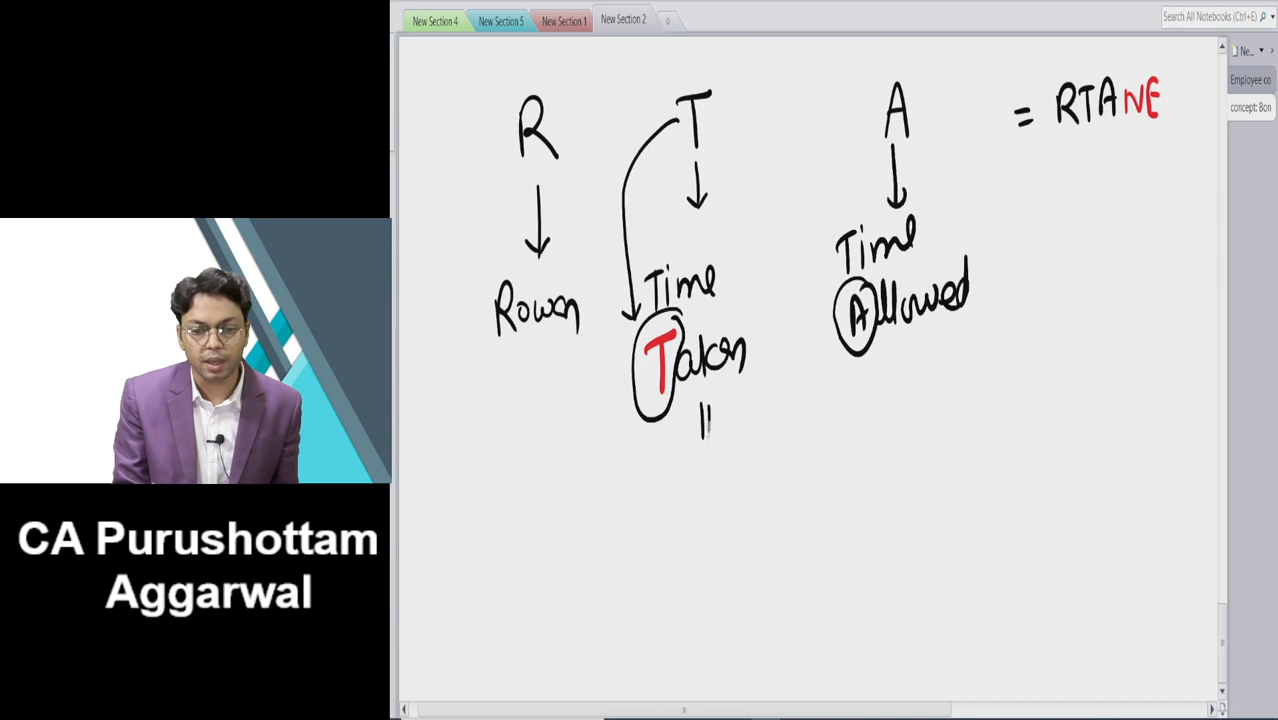 New Section 4 New Section 5 New Section 1 New Section 2
Search All Notebooks (Ctrl+E)
Ne...
Employee co
concept: Bon
R T A = RTANE
Rowan
Time
Taken
Time
Allowed
CA Purushottam
Aggarwal